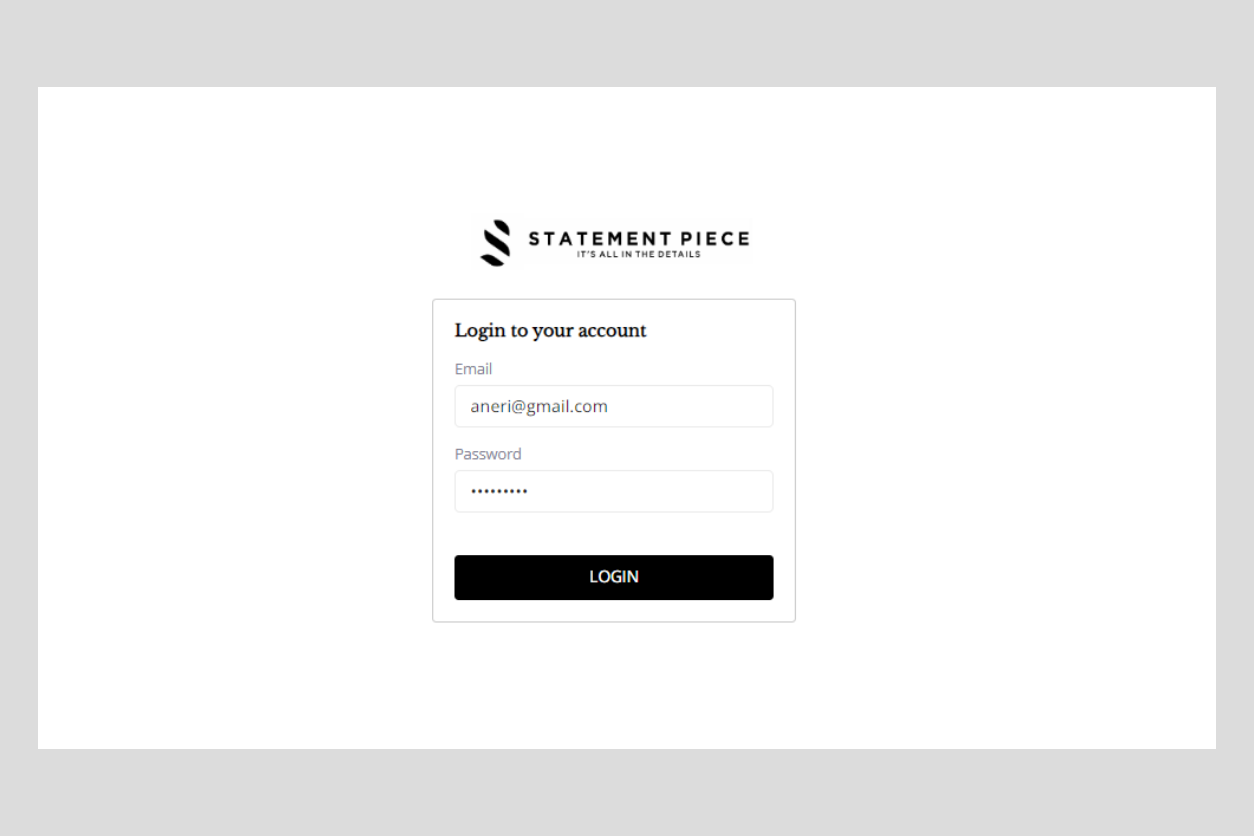 STATEMENT PIECE
IT'S ALL IN THE DETAILS
Login to your account
Email
aneri@gmail.com
Password
•••••••••
LOGIN